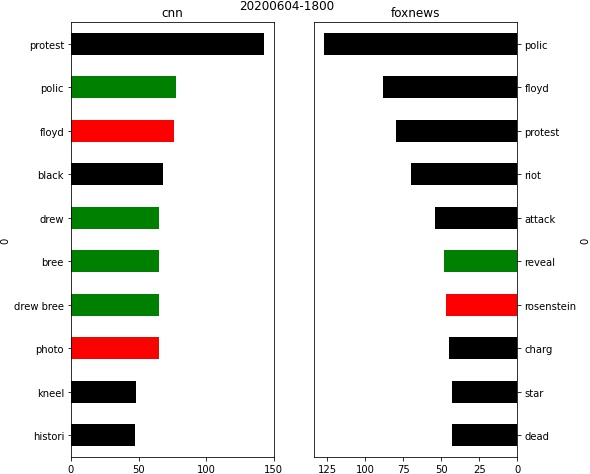 20200604-1800
cnn
foxnews
protest
polic
floyd
black
drew
bree
drew bree
photo
kneel
histori
0
0
50
100
150
polic
floyd
protest
riot
attack
reveal
rosenstein
charg
star
dead
0
125
100
75
50
25
0